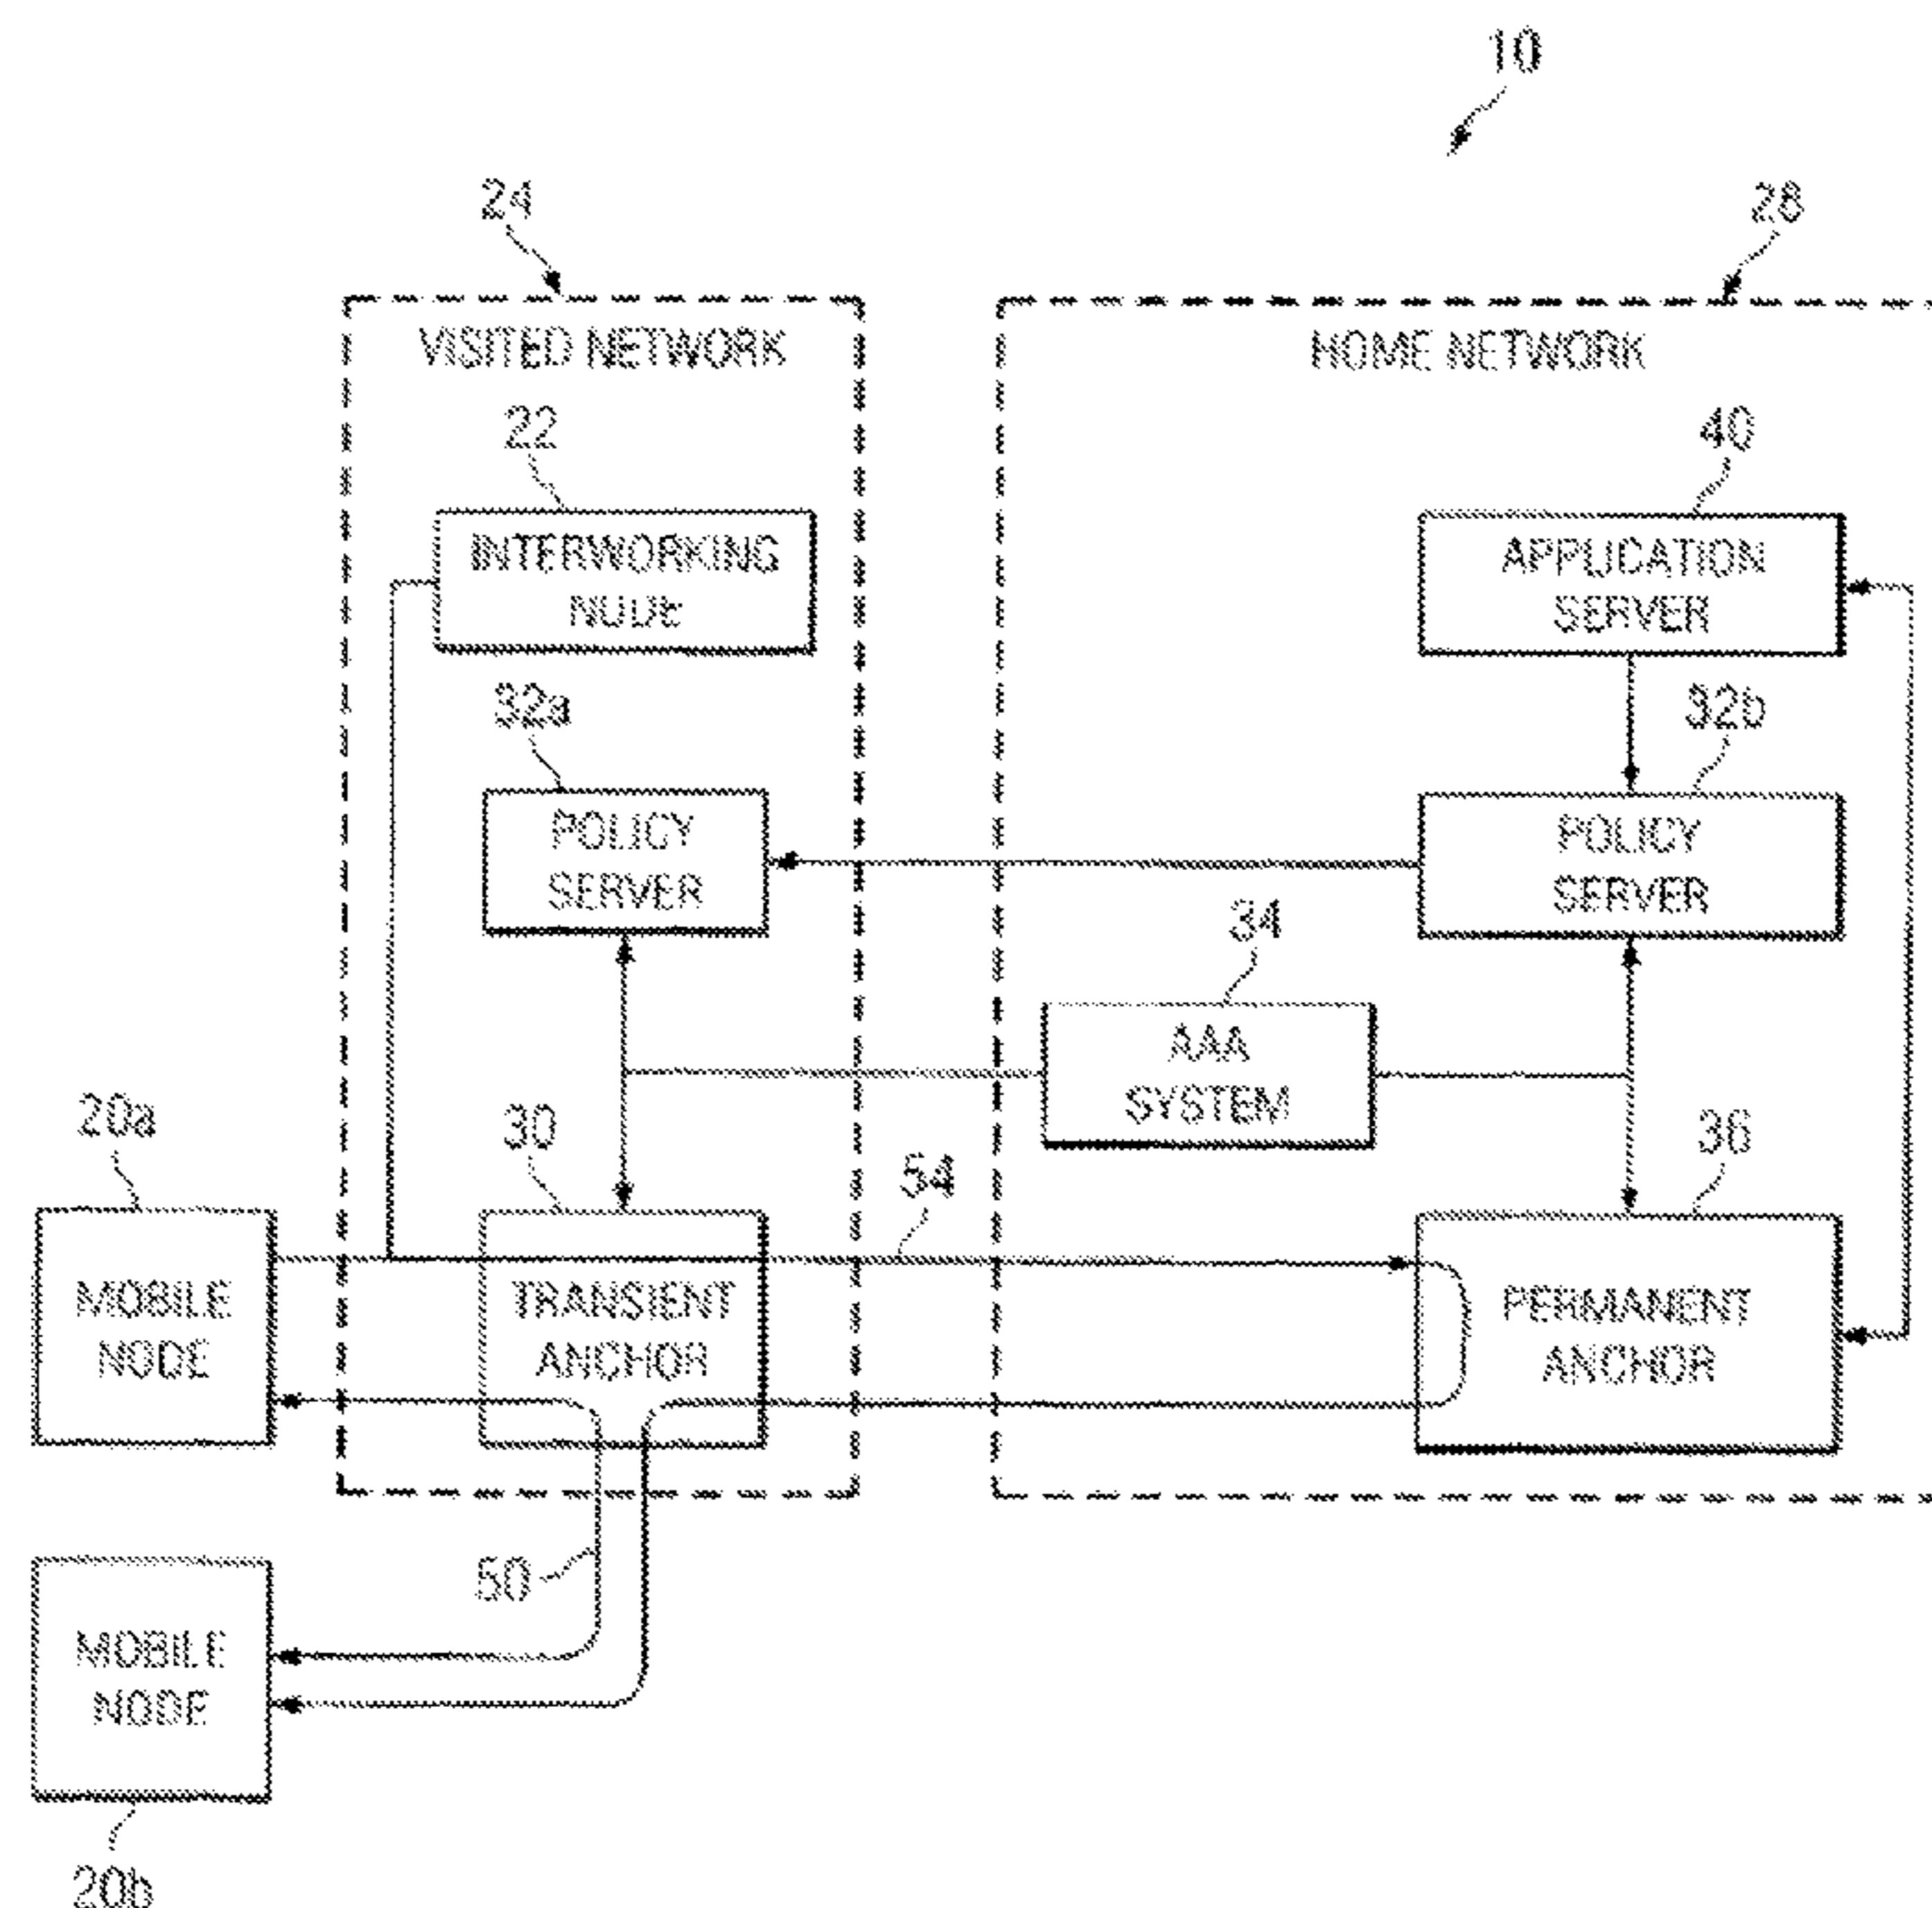 10
24
28
VISITED NETWORK
HOME NETWORK
22
40
INTERWORKING
NODE
APPLICATION
SERVER
32a
32b
POLICY
SERVER
POLICY
SERVER
34
AAA
SYSTEM
20a
30
54
36
MOBILE
NODE
TRANSIENT
ANCHOR
PERMANENT
ANCHOR
50
MOBILE
NODE
20b